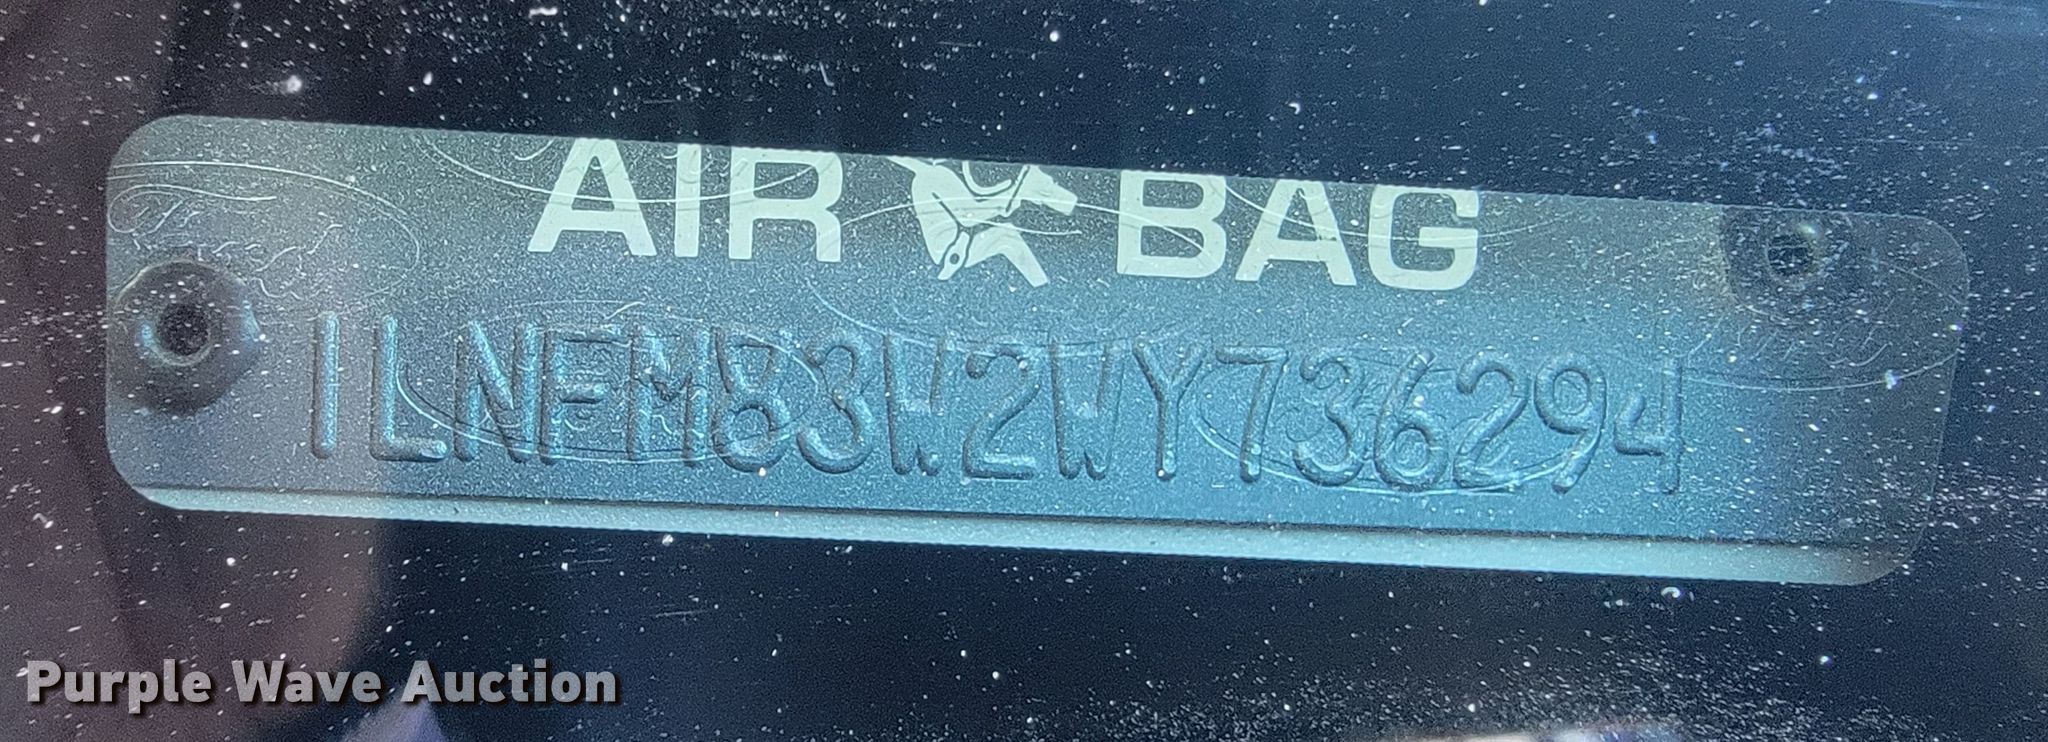 AIR BAG
1LNFM83W2WY736294
Purple Wave Auction